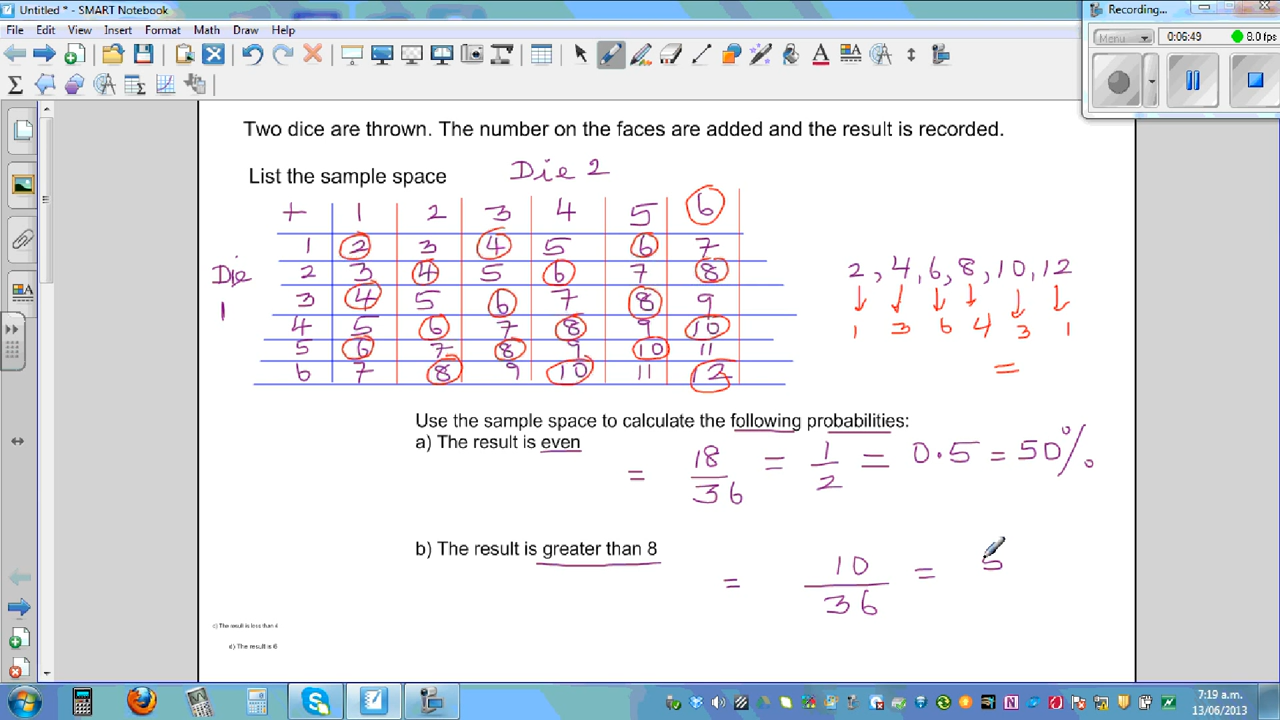 Untitled * - SMART Notebook
Recording...
File Edit View Insert Format Math Draw Help
Menu 0:06:49 8.0 fps
Two dice are thrown. The number on the faces are added and the result is recorded.
List the sample space Die 2
+ 1 2 3 4 5 6
1 2 3 4 5 6 7
Die 2 3 4 5 6 7 8
1 3 4 5 6 7 8 9
4 5 6 7 8 9 10
5 6 7 8 9 10 11
6 7 8 9 10 11 12
2, 4, 6, 8, 10, 12
1 3 6 4 3 1
=
Use the sample space to calculate the following probabilities:
a) The result is even
= 18/36 = 1/2 = 0.5 = 50%
b) The result is greater than 8
= 10/36 = 5
c) The result is less than 4
d) The result is 6
7:19 a.m.
13/06/2013